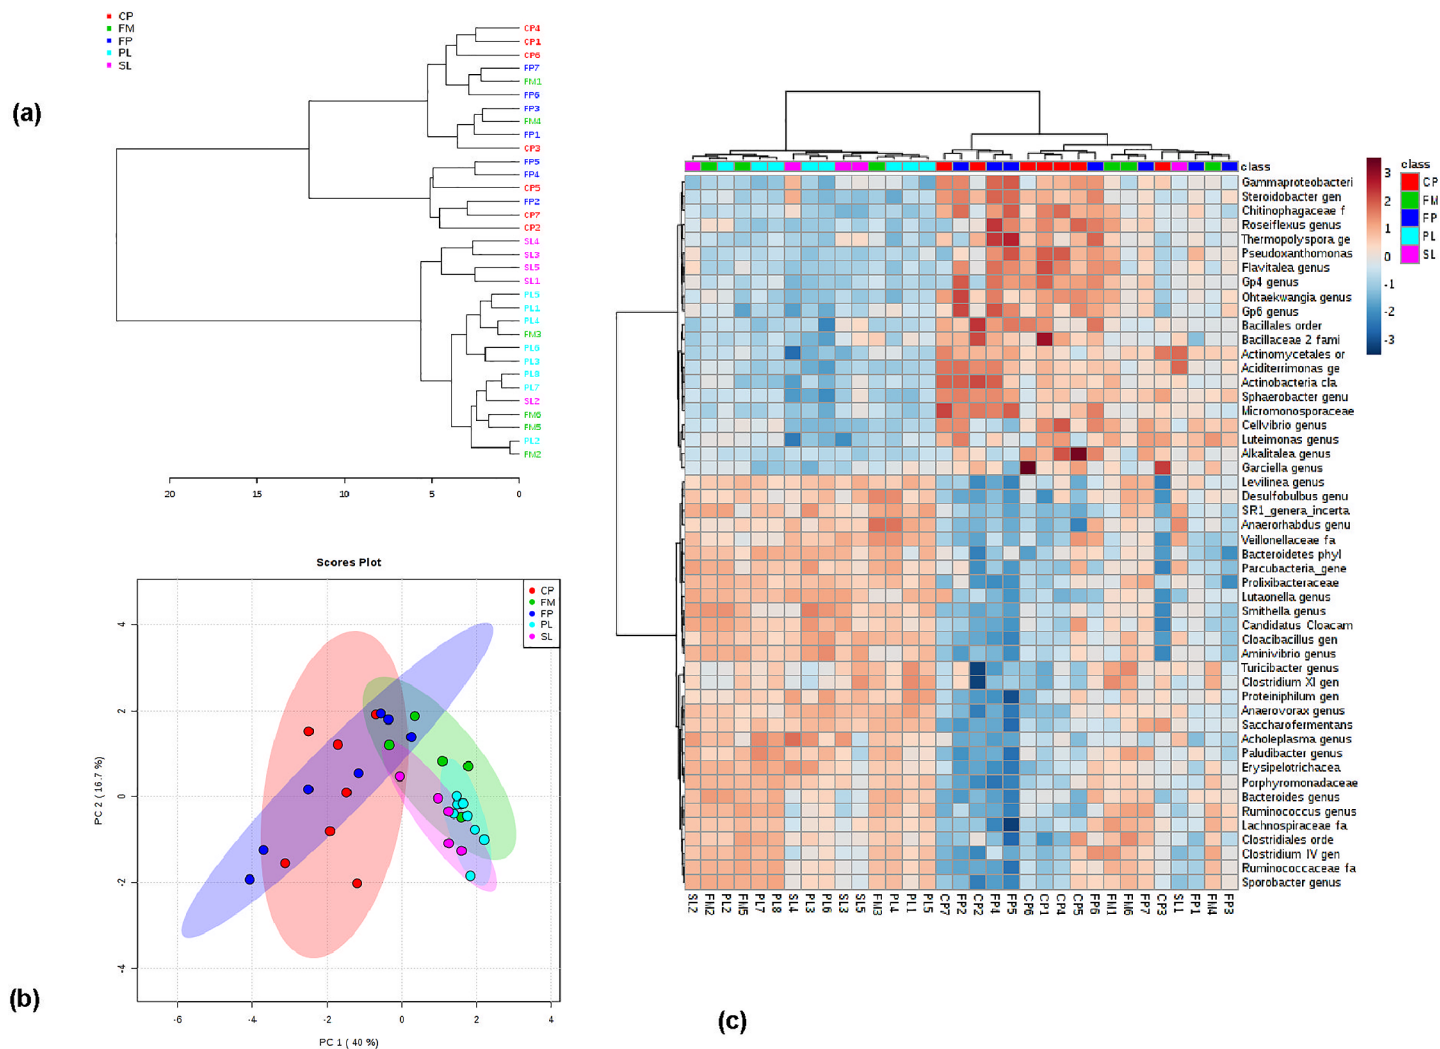 (a)
CP
FM
FP
PL
SL
CP4
CP1
CP6
FP7
FM1
FP6
FP3
FM4
FP1
CP3
FP5
FP4
CP5
FP2
CP7
CP2
SL4
SL3
SL5
SL1
PL5
PL1
PL4
FM3
PL6
PL3
PL8
PL7
SL2
FM6
FM5
PL2
FM2
20 15 10 5 0
(b)
Scores Plot
CP
FM
FP
PL
SL
PC 2 ( 16.7 %)
4
2
0
-2
-4
-6 -4 -2 0 2 4
PC 1 ( 40 %)
(c)
class
Gammaproteobacteri
Steroidobacter gen
Chitinophagaceae f
Roseiflexus genus
Thermopolyspora ge
Pseudoxanthomonas
Flavitalea genus
Gp4 genus
Ohtaekwangia genus
Gp6 genus
Bacillales order
Bacillaceae 2 fami
Actinomycetales or
Aciditerrimonas ge
Actinobacteria cla
Sphaerobacter genu
Micromonosporaceae
Cellvibrio genus
Luteimonas genus
Alkalitalea genus
Garciella genus
Levilinea genus
Desulfobulbus genu
SR1_genera_incerta
Anaerorhabdus genu
Veillonellaceae fa
Bacteroidetes phyl
Parcubacteria_gene
Prolixibacteraceae
Lutaonella genus
Smithella genus
Candidatus Cloacam
Cloacibacillus gen
Aminivibrio genus
Turicibacter genus
Clostridium XI gen
Proteiniphilum gen
Anaerovorax genus
Saccharofermentans
Acholeplasma genus
Paludibacter genus
Erysipelotrichacea
Porphyromonadaceae
Bacteroides genus
Ruminococcus genus
Lachnospiraceae fa
Clostridiales orde
Clostridium IV gen
Ruminococcaceae fa
Sporobacter genus
SL2 FM2 PL2 FM5 PL7 PL8 SL4 PL3 PL6 SL3 SL5 FM3 PL4 PL1 PL5 CP7 FP2 CP2 FP4 FP5 CP6 CP1 CP4 CP5 FP6 FM1 FM6 FP7 CP3 SL1 FP1 FM4 FP3
3
2
1
0
-1
-2
-3
class
CP
FM
FP
PL
SL